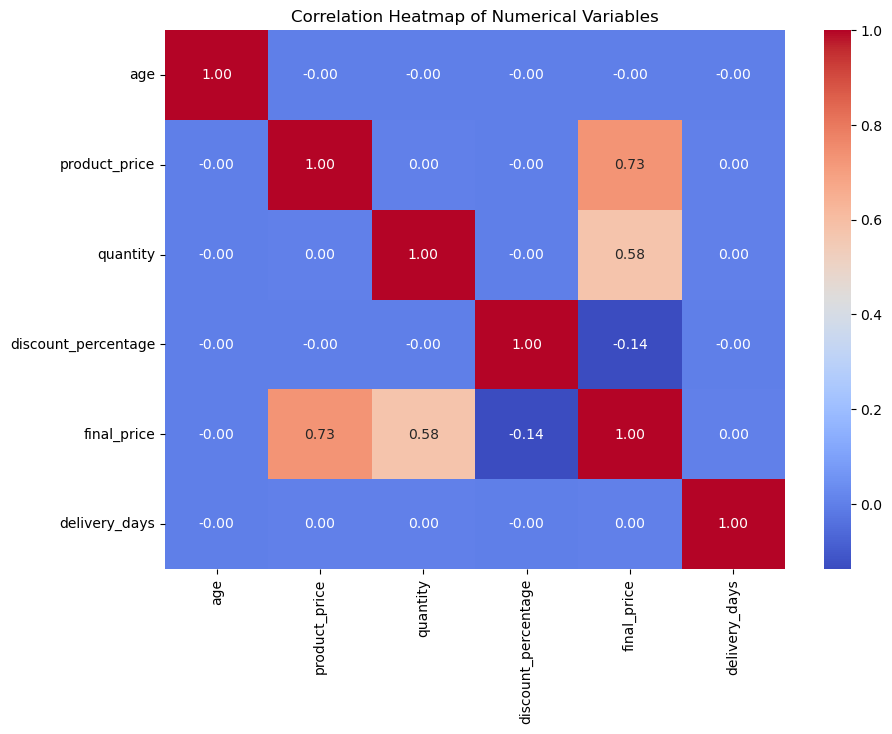 Correlation Heatmap of Numerical Variables
age 1.00 -0.00 -0.00 -0.00 -0.00 -0.00
product_price -0.00 1.00 0.00 -0.00 0.73 0.00
quantity -0.00 0.00 1.00 -0.00 0.58 0.00
discount_percentage -0.00 -0.00 -0.00 1.00 -0.14 -0.00
final_price -0.00 0.73 0.58 -0.14 1.00 0.00
delivery_days -0.00 0.00 0.00 -0.00 0.00 1.00
age
product_price
quantity
discount_percentage
final_price
delivery_days
1.0
0.8
0.6
0.4
0.2
0.0